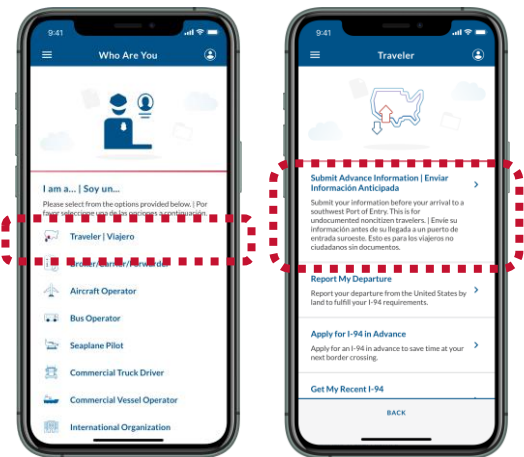 9:41
Who Are You
I am a... | Soy un...
Please select from the options provided below. | Por
favor seleccione una de las opciones a continuación.
Traveler | Viajero
Broker/Carrier/Forwarder
Aircraft Operator
Bus Operator
Seaplane Pilot
Commercial Truck Driver
Commercial Vessel Operator
International Organization
9:41
Traveler
Submit Advance Information | Enviar
Información Anticipada
Submit your information before your arrival to a
southwest Port of Entry. This is for
undocumented noncitizen travelers. | Envie su
información antes de su llegada a un puerto de
entrada suroeste. Esto es para los viajeros no
ciudadanos sin documentos.
Report My Departure
Report your departure from the United States by
land to fulfill your I-94 requirements.
Apply for I-94 in Advance
Apply for an I-94 in advance to save time at your
next border crossing.
Get My Recent I-94
BACK